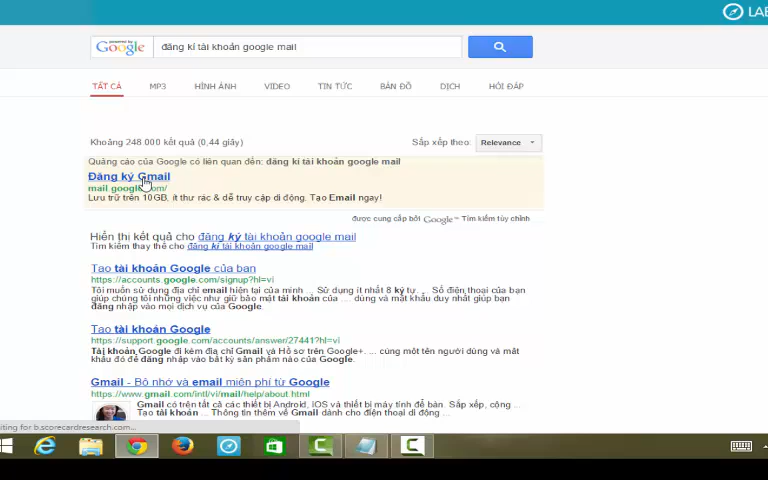 LAB
powered by
Google
đăng kí tài khoản google mail
TẤT CẢ
MP3
HÌNH ẢNH
VIDEO
TIN TỨC
BẢN ĐỒ
DỊCH
HỎI ĐÁP
Khoảng 248.000 kết quả (0,44 giây)
Sắp xếp theo:
Relevance
Quảng cáo của Google có liên quan đến: đăng kí tài khoản google mail
Đăng ký Gmail
mail.google.com/
Lưu trữ trên 10GB, ít thư rác & dễ truy cập di động. Tạo Email ngay!
được cung cấp bởi Google™ Tìm kiếm tùy chỉnh
Hiển thị kết quả cho đăng ký tài khoản google mail
Tìm kiếm thay thế cho đăng kí tài khoản google mail
Tạo tài khoản Google của bạn
https://accounts.google.com/signup?hl=vi
Tôi muốn sử dụng địa chỉ email hiện tại của mình ... Sử dụng ít nhất 8 ký tự. ... Số điện thoại của bạn
giúp chúng tôi những việc như giữ bảo mật tài khoản của ... dùng và mật khẩu duy nhất giúp bạn
đăng nhập vào mọi dịch vụ của Google.
Tạo tài khoản Google
https://support.google.com/accounts/answer/27441?hl=vi
Tài khoản Google đi kèm địa chỉ Gmail và Hồ sơ trên Google+. ... cùng một tên người dùng và mật
khẩu đó để đăng nhập vào bất kỳ sản phẩm nào của Google.
Gmail - Bộ nhớ và email miễn phí từ Google
https://www.gmail.com/intl/vi/mail/help/about.html
Gmail có trên tất cả các thiết bị Android, iOS và thiết bị máy tính để bàn. Sắp xếp, cộng ...
Tạo tài khoản ... Thông tin thêm về Gmail dành cho điện thoại di động ...
iting for b.scorecardresearch.com...